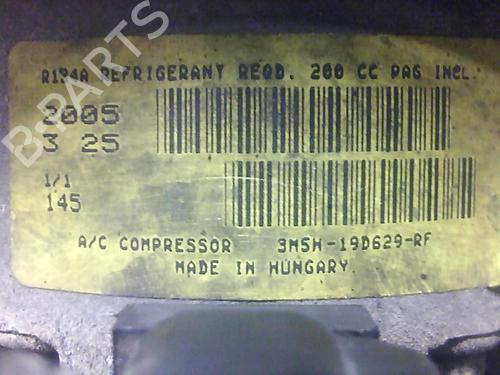 R134A REFRIGERANY REQD. 200 CC PAG INCL.
2005
3 25
1/1
145
A/C COMPRESSOR 3M5H-19D629-RF
MADE IN HUNGARY
B-PARTS